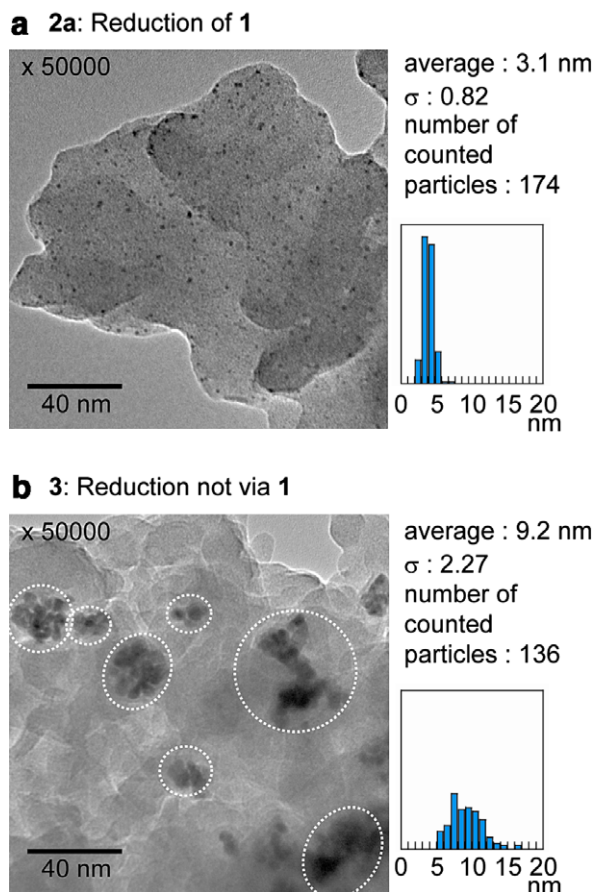 a 2a: Reduction of 1
x 50000
40 nm
average : 3.1 nm
σ : 0.82
number of
counted
particles : 174
0 5 10 15 20
nm
b 3: Reduction not via 1
x 50000
40 nm
average : 9.2 nm
σ : 2.27
number of
counted
particles : 136
0 5 10 15 20
nm